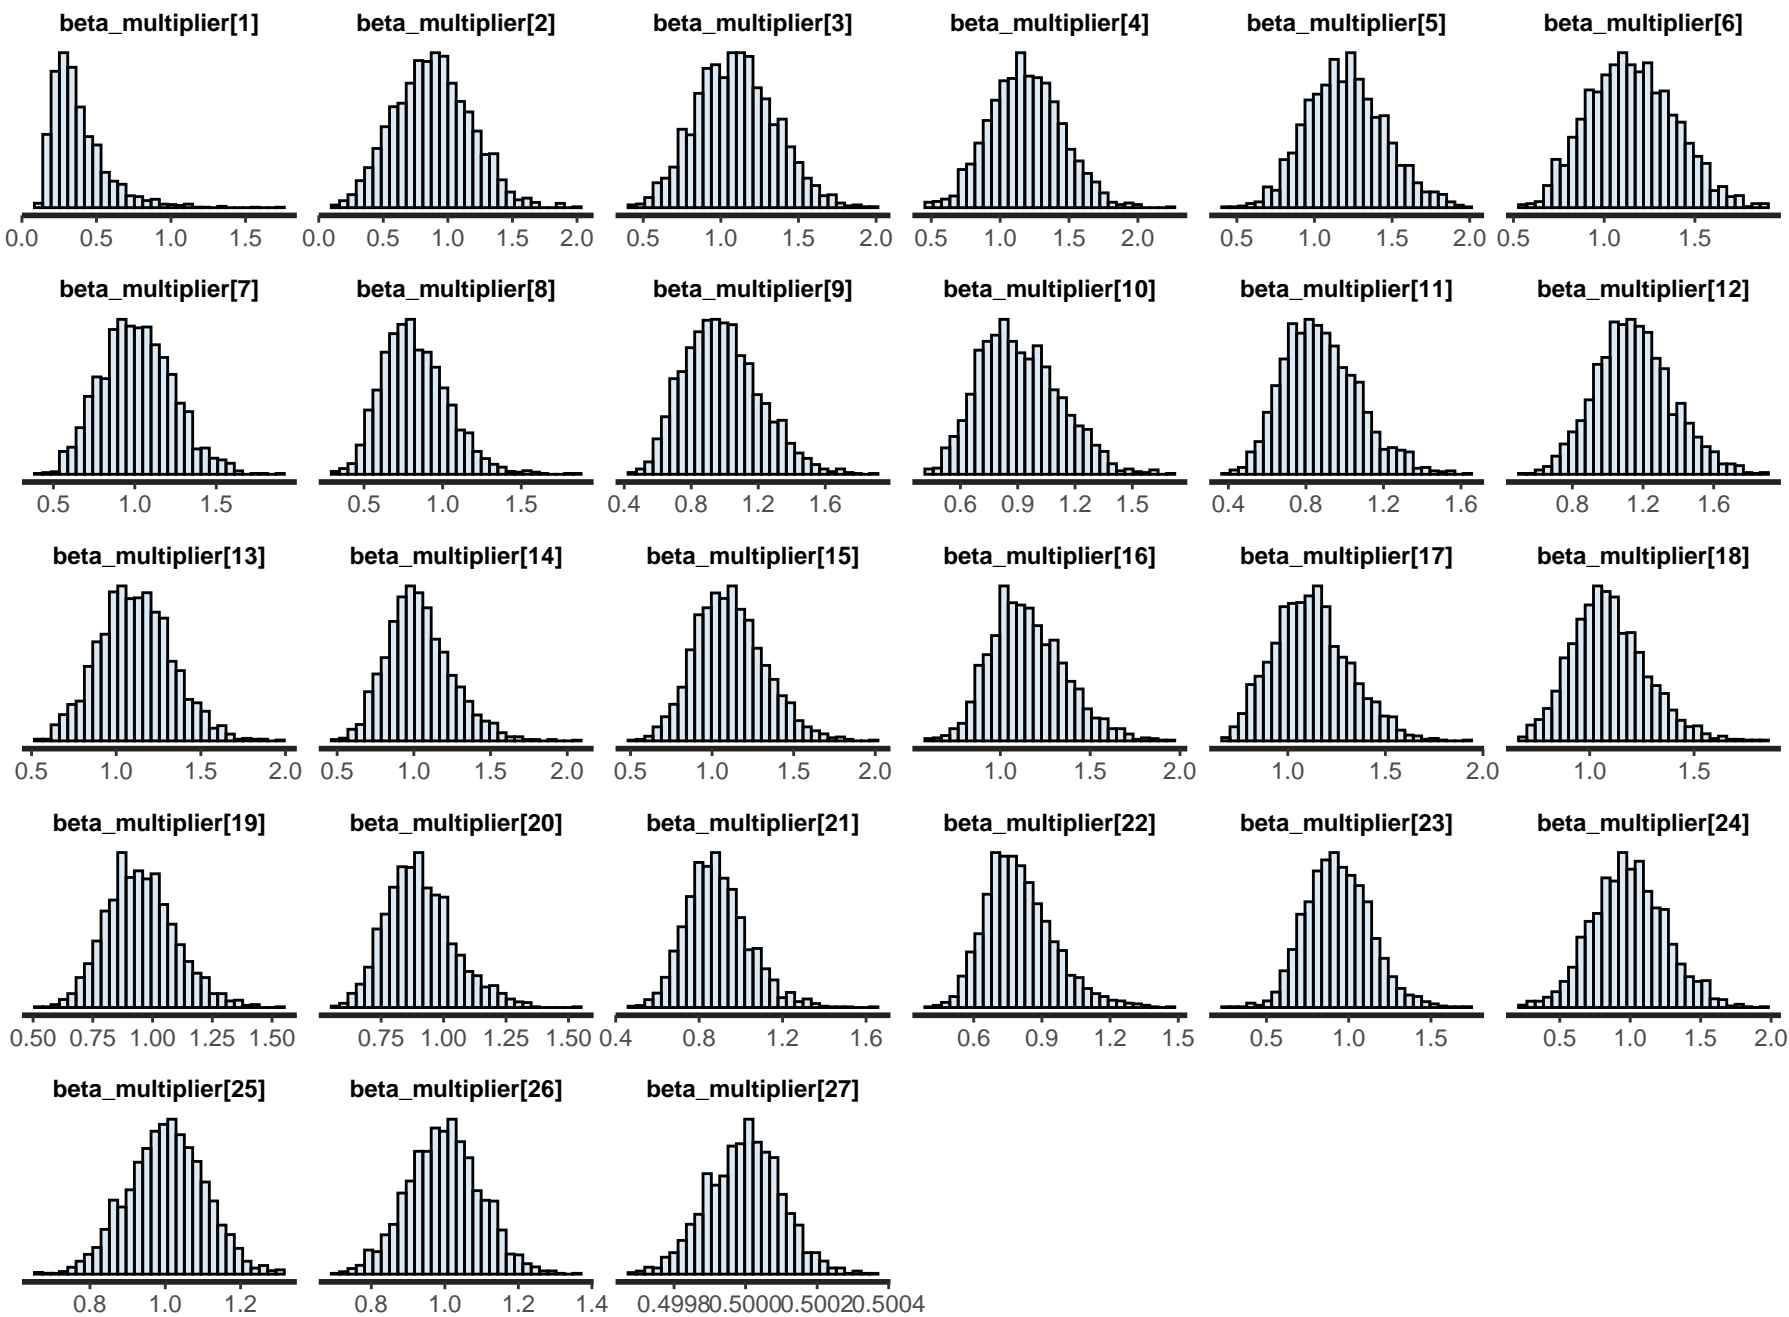 beta_multiplier[1] beta_multiplier[2] beta_multiplier[3] beta_multiplier[4] beta_multiplier[5] beta_multiplier[6]
0.0 0.5 1.0 1.5 0.0 0.5 1.0 1.5 2.0 0.5 1.0 1.5 2.0 0.5 1.0 1.5 2.0 0.5 1.0 1.5 2.0 0.5 1.0 1.5
beta_multiplier[7] beta_multiplier[8] beta_multiplier[9] beta_multiplier[10] beta_multiplier[11] beta_multiplier[12]
0.5 1.0 1.5 0.5 1.0 1.5 0.4 0.8 1.2 1.6 0.6 0.9 1.2 1.5 0.4 0.8 1.2 1.6 0.8 1.2 1.6
beta_multiplier[13] beta_multiplier[14] beta_multiplier[15] beta_multiplier[16] beta_multiplier[17] beta_multiplier[18]
0.5 1.0 1.5 2.0 0.5 1.0 1.5 2.0 0.5 1.0 1.5 2.0 1.0 1.5 2.0 1.0 1.5 2.0 1.0 1.5
beta_multiplier[19] beta_multiplier[20] beta_multiplier[21] beta_multiplier[22] beta_multiplier[23] beta_multiplier[24]
0.50 0.75 1.00 1.25 1.50 0.75 1.00 1.25 1.50 0.4 0.8 1.2 1.6 0.6 0.9 1.2 1.5 0.5 1.0 1.5 0.5 1.0 1.5 2.0
beta_multiplier[25] beta_multiplier[26] beta_multiplier[27]
0.8 1.0 1.2 0.8 1.0 1.2 1.4 0.4998 0.5000 0.5002 0.5004